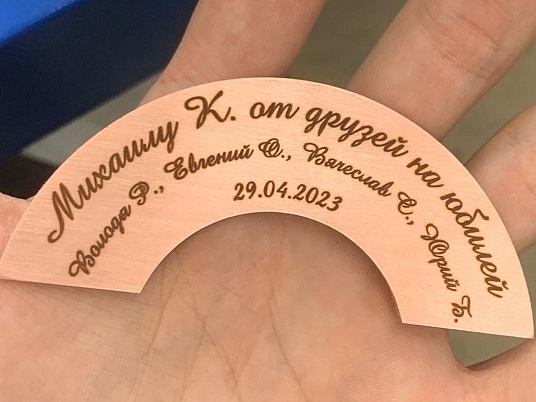 Михаилу К. от друзей на юбилей
Володя Р., Евгений О., Вячеслав С., Юрий Б.
29.04.2023